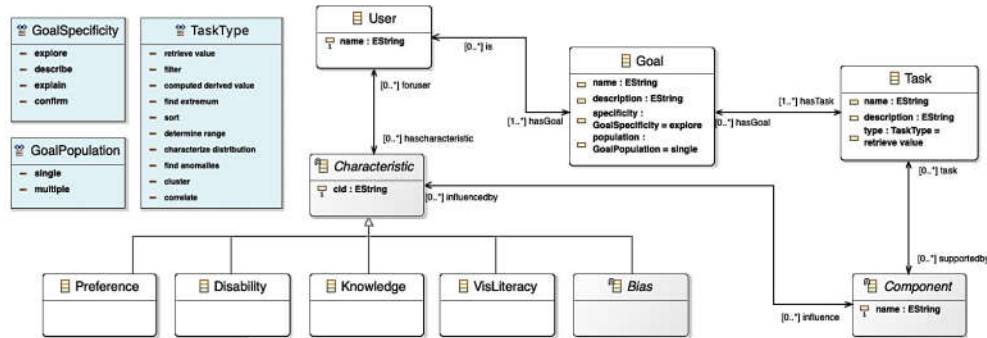 GoalSpecificity
explore
describe
explain
confirm
GoalPopulation
single
multiple
TaskType
retrieve value
filter
computed derived value
find extremum
sort
determine range
characterize distribution
find anomalies
cluster
correlate
User
name : EString
[0..*] is
[0..*] foruser
[0..*] hascharacteristic
[1..*] hasGoal
Goal
name : EString
description : EString
specificity :
GoalSpecificity = explore
population :
GoalPopulation = single
[1..*] hasTask
[0..*] hasGoal
Task
name : EString
description : EString
type : TaskType =
retrieve value
[0..*] task
Characteristic
cId : EString
[0..*] influencedby
[0..*] supportedby
Preference
Disability
Knowledge
VisLiteracy
Bias
[0..*] influence
Component
name : EString